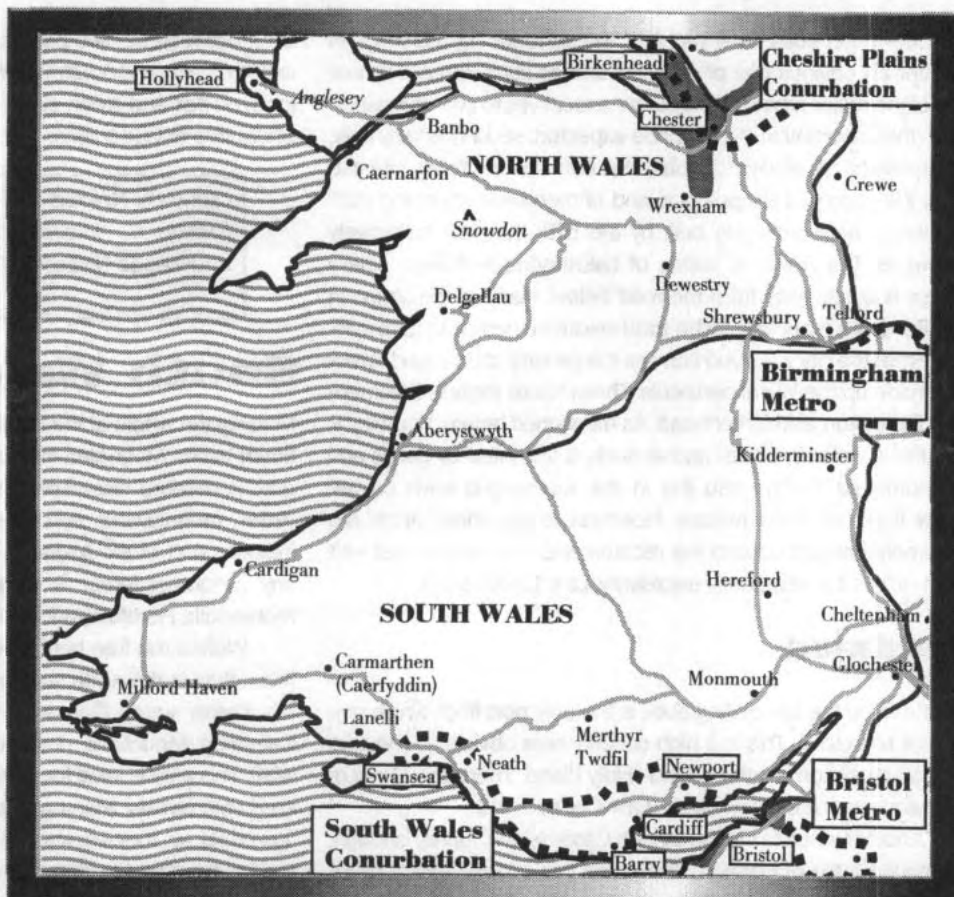 Birkenhead
Cheshire Plains
Conurbation
Hollyhead
Anglesey
Chester
Banbo
NORTH WALES
Crewe
Caernarfon
Wrexham
Snowdon
Oewestry
Delgellau
Shrewsbury
Telford
Birmingham
Metro
Aberystwyth
Kidderminster
Cardigan
Hereford
SOUTH WALES
Cheltenham
Carmarthen
(Caerfyddin)
Glochester
Milford Haven
Monmouth
Lanelli
Merthyr
Twdfil
Neath
Newport
Swansea
Bristol
Metro
South Wales
Conurbation
Cardiff
Barry
Bristol